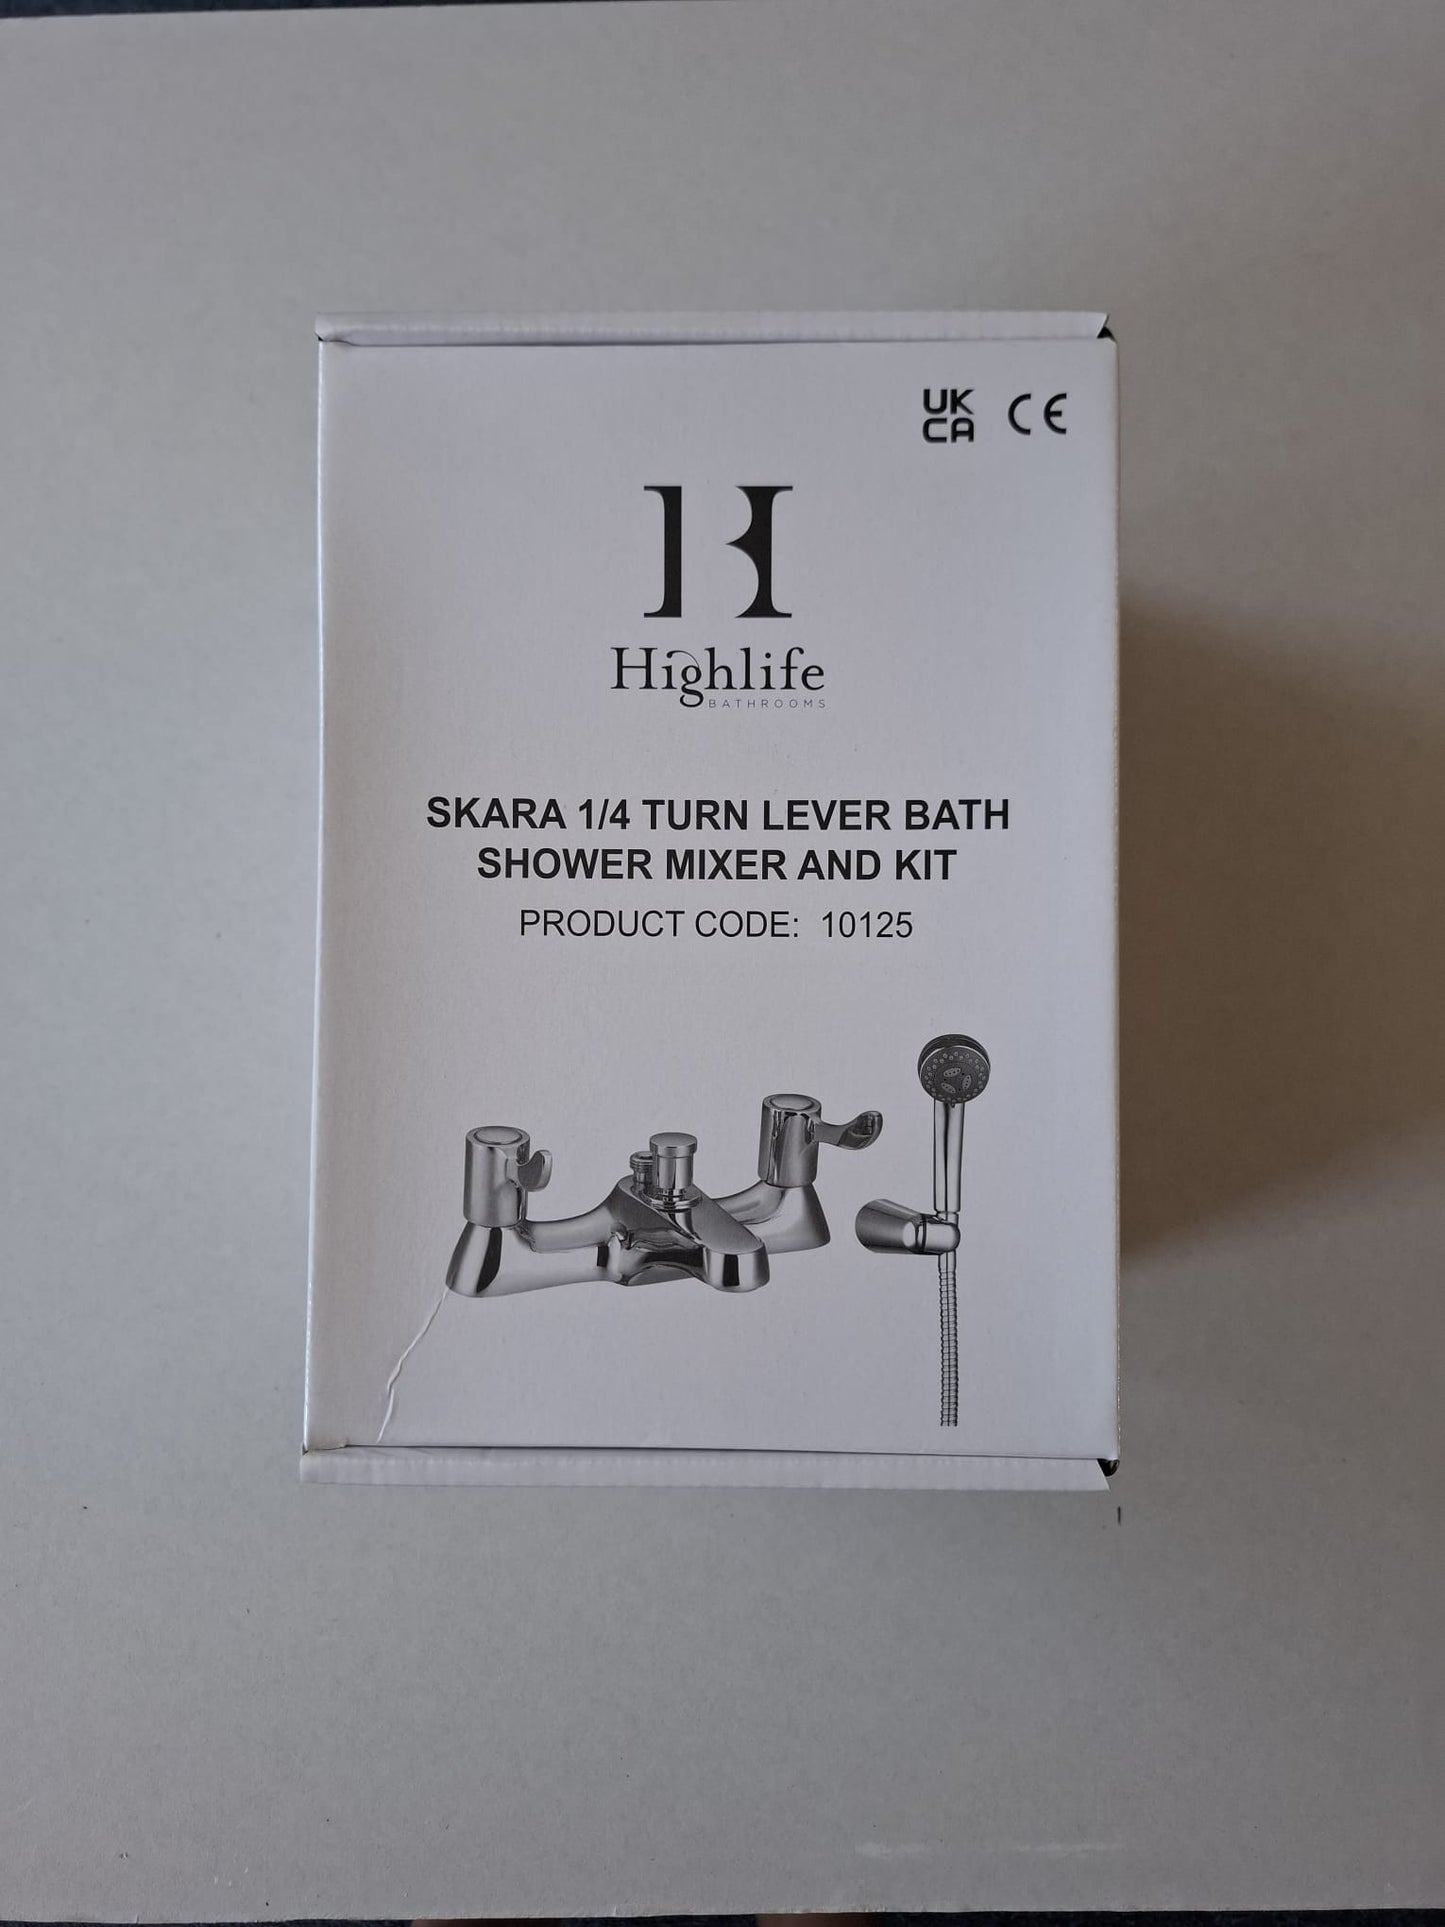 UK
CA CE
H
Highlife
BATHROOMS
SKARA 1/4 TURN LEVER BATH
SHOWER MIXER AND KIT
PRODUCT CODE: 10125